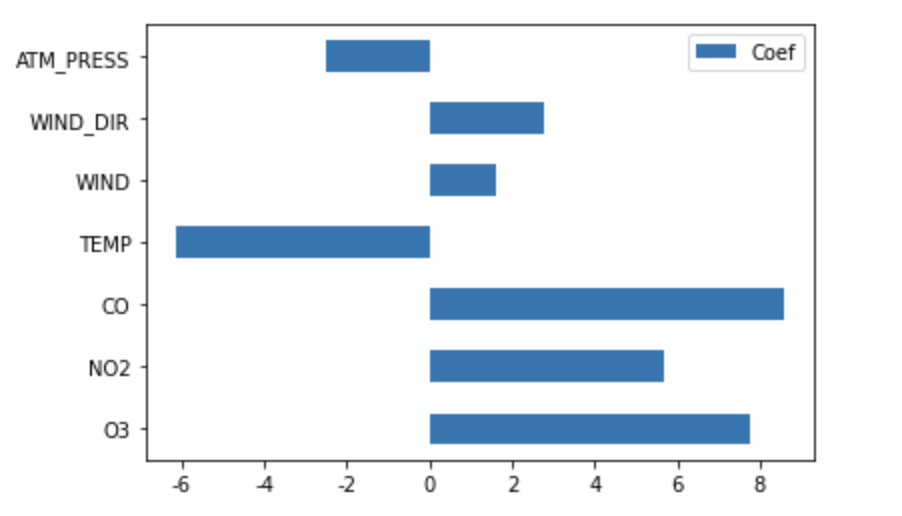 Coef
ATM_PRESS
WIND_DIR
WIND
TEMP
CO
NO2
O3
-6 -4 -2 0 2 4 6 8